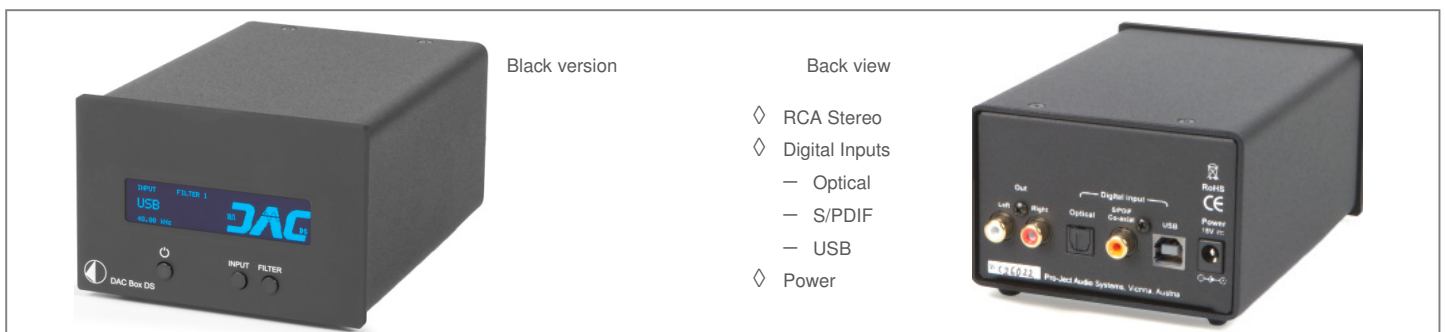 Black version
Back view
◊ RCA Stereo
◊ Digital Inputs
– Optical
– S/PDIF
– USB
◊ Power
INPUT FILTER 1
USB
48.00 kHz
DAC
DS
INPUT FILTER
DAC Box DS
RoHS
CE
Out
Left Right
Digital Input
Optical
S/PDIF
Co-axial
USB
Power
18V
Pro-Ject Audio Systems, Vienna, Austria